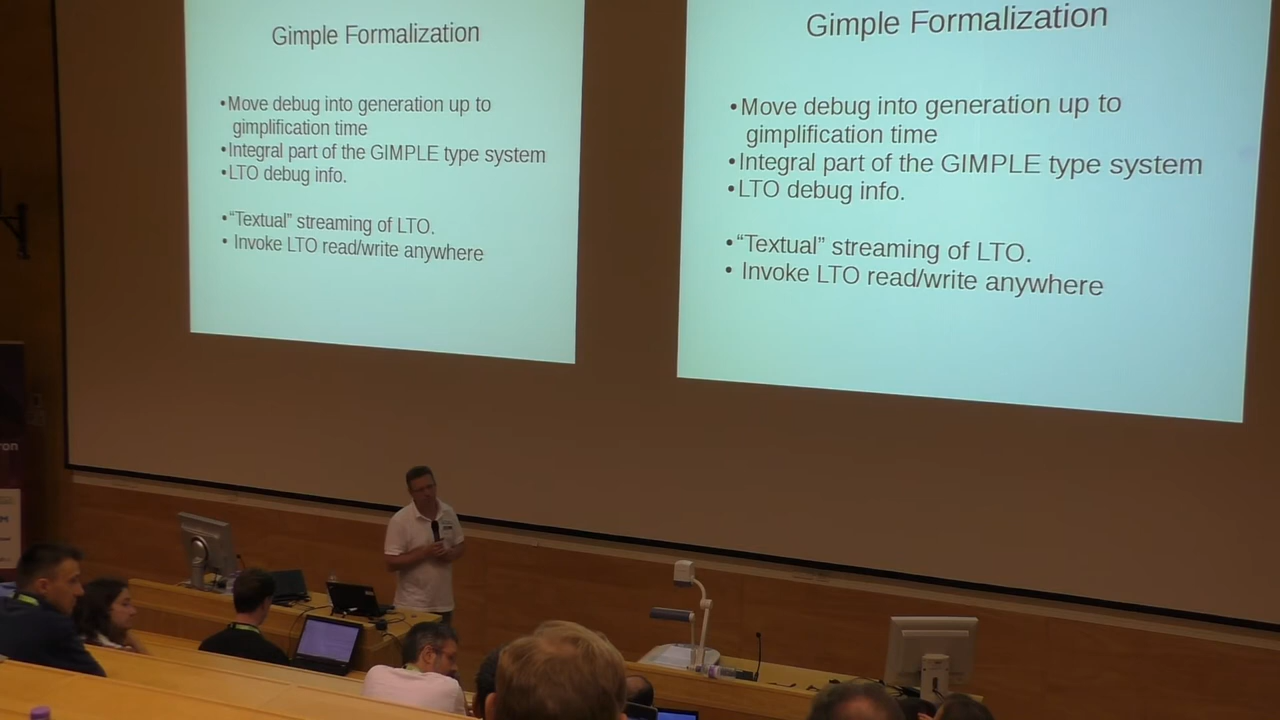 Gimple Formalization
•Move debug into generation up to
gimplification time
•Integral part of the GIMPLE type system
•LTO debug info.
•“Textual” streaming of LTO.
• Invoke LTO read/write anywhere
Gimple Formalization
•Move debug into generation up to
gimplification time
•Integral part of the GIMPLE type system
•LTO debug info.
•“Textual” streaming of LTO.
• Invoke LTO read/write anywhere
ron